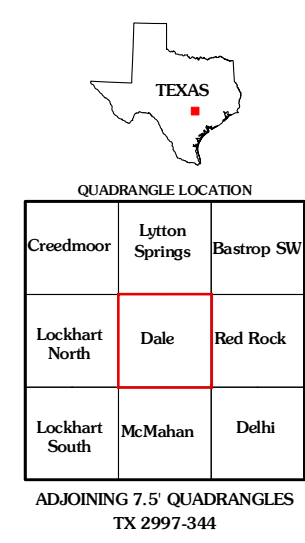 TEXAS
QUADRANGLE LOCATION
Creedmoor
Lytton
Springs
Bastrop SW
Lockhart
North
Dale
Red Rock
Lockhart
South
McMahan
Delhi
ADJOINING 7.5' QUADRANGLES
TX 2997-344